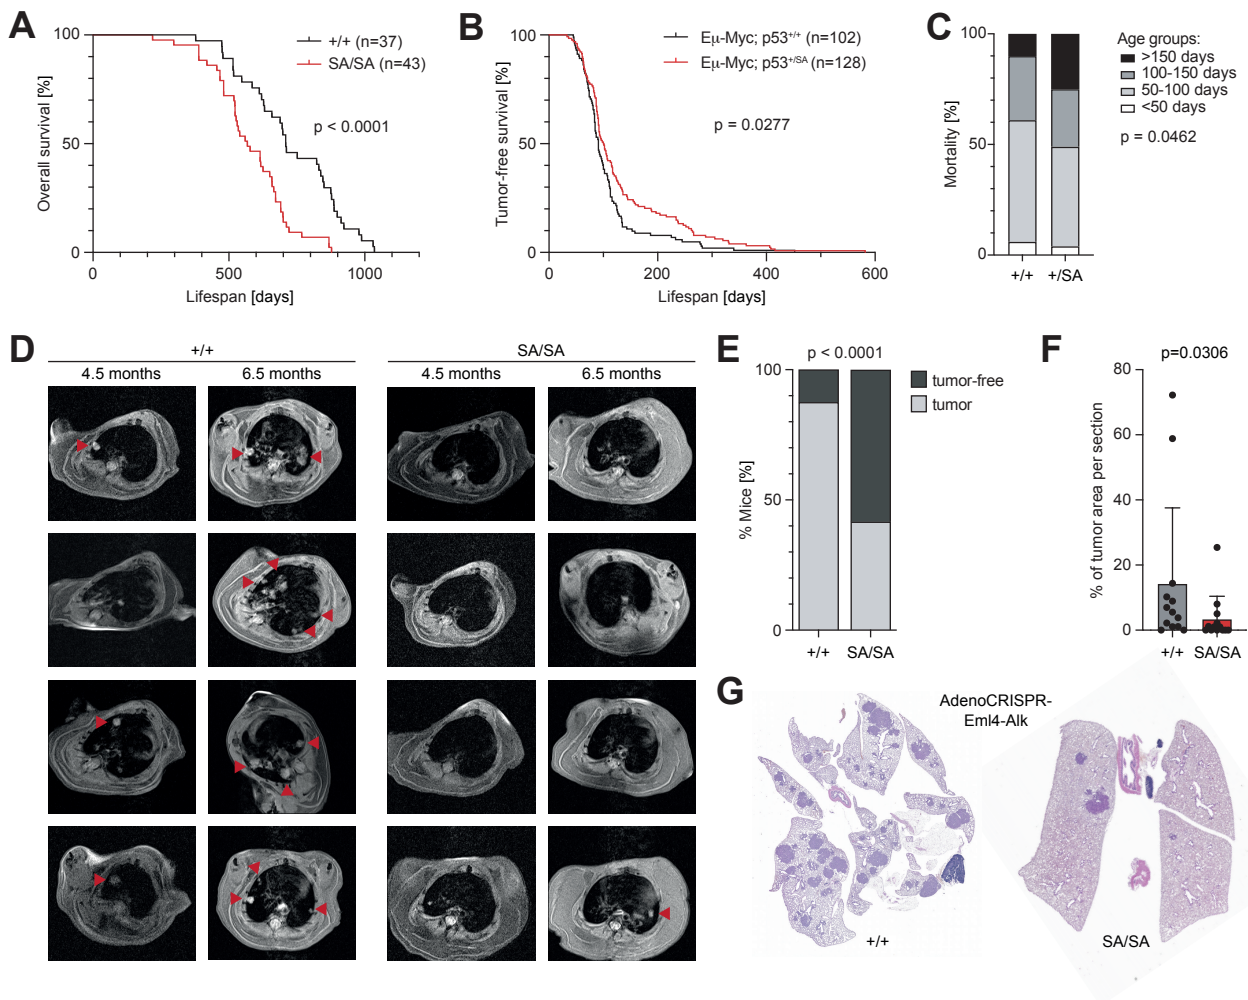 A
100
50
0
Overall survival [%]
+/+ (n=37)
SA/SA (n=43)
p < 0.0001
0
500
1000
Lifespan [days]
B
100
50
0
Tumor-free survival [%]
Eμ-Myc; p53+/+ (n=102)
Eμ-Myc; p53+/SA (n=128)
p = 0.0277
0
200
400
600
Lifespan [days]
C
100
50
0
Mortality [%]
+/+
+/SA
Age groups:
>150 days
100-150 days
50-100 days
<50 days
p = 0.0462
D
+/+
SA/SA
4.5 months
6.5 months
4.5 months
6.5 months
E
p < 0.0001
100
50
0
% Mice [%]
+/+
SA/SA
tumor-free
tumor
F
p=0.0306
80
60
40
20
0
% of tumor area per section
+/+
SA/SA
G
AdenoCRISPR-
Eml4-Alk
+/+
SA/SA